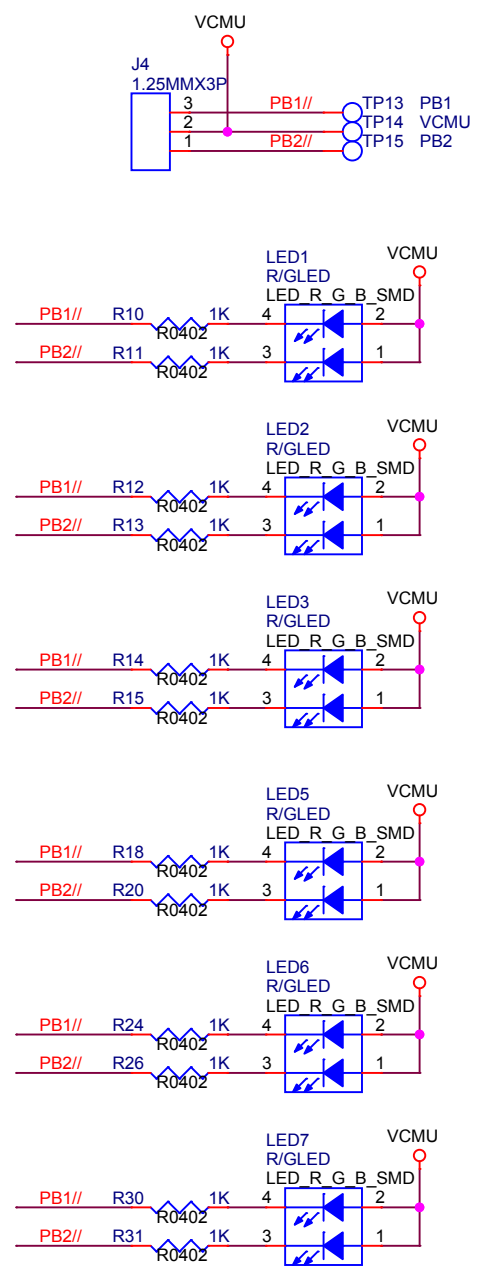 VCMU
J4
1.25MMX3P
3 PB1// TP13 PB1
2 TP14 VCMU
1 PB2// TP15 PB2
LED1 VCMU
R/GLED
LED_R_G_B_SMD
PB1// R10 1K 4 2
R0402
PB2// R11 1K 3 1
R0402
LED2 VCMU
R/GLED
LED_R_G_B_SMD
PB1// R12 1K 4 2
R0402
PB2// R13 1K 3 1
R0402
LED3 VCMU
R/GLED
LED_R_G_B_SMD
PB1// R14 1K 4 2
R0402
PB2// R15 1K 3 1
R0402
LED5 VCMU
R/GLED
LED_R_G_B_SMD
PB1// R18 1K 4 2
R0402
PB2// R20 1K 3 1
R0402
LED6 VCMU
R/GLED
LED_R_G_B_SMD
PB1// R24 1K 4 2
R0402
PB2// R26 1K 3 1
R0402
LED7 VCMU
R/GLED
LED_R_G_B_SMD
PB1// R30 1K 4 2
R0402
PB2// R31 1K 3 1
R0402